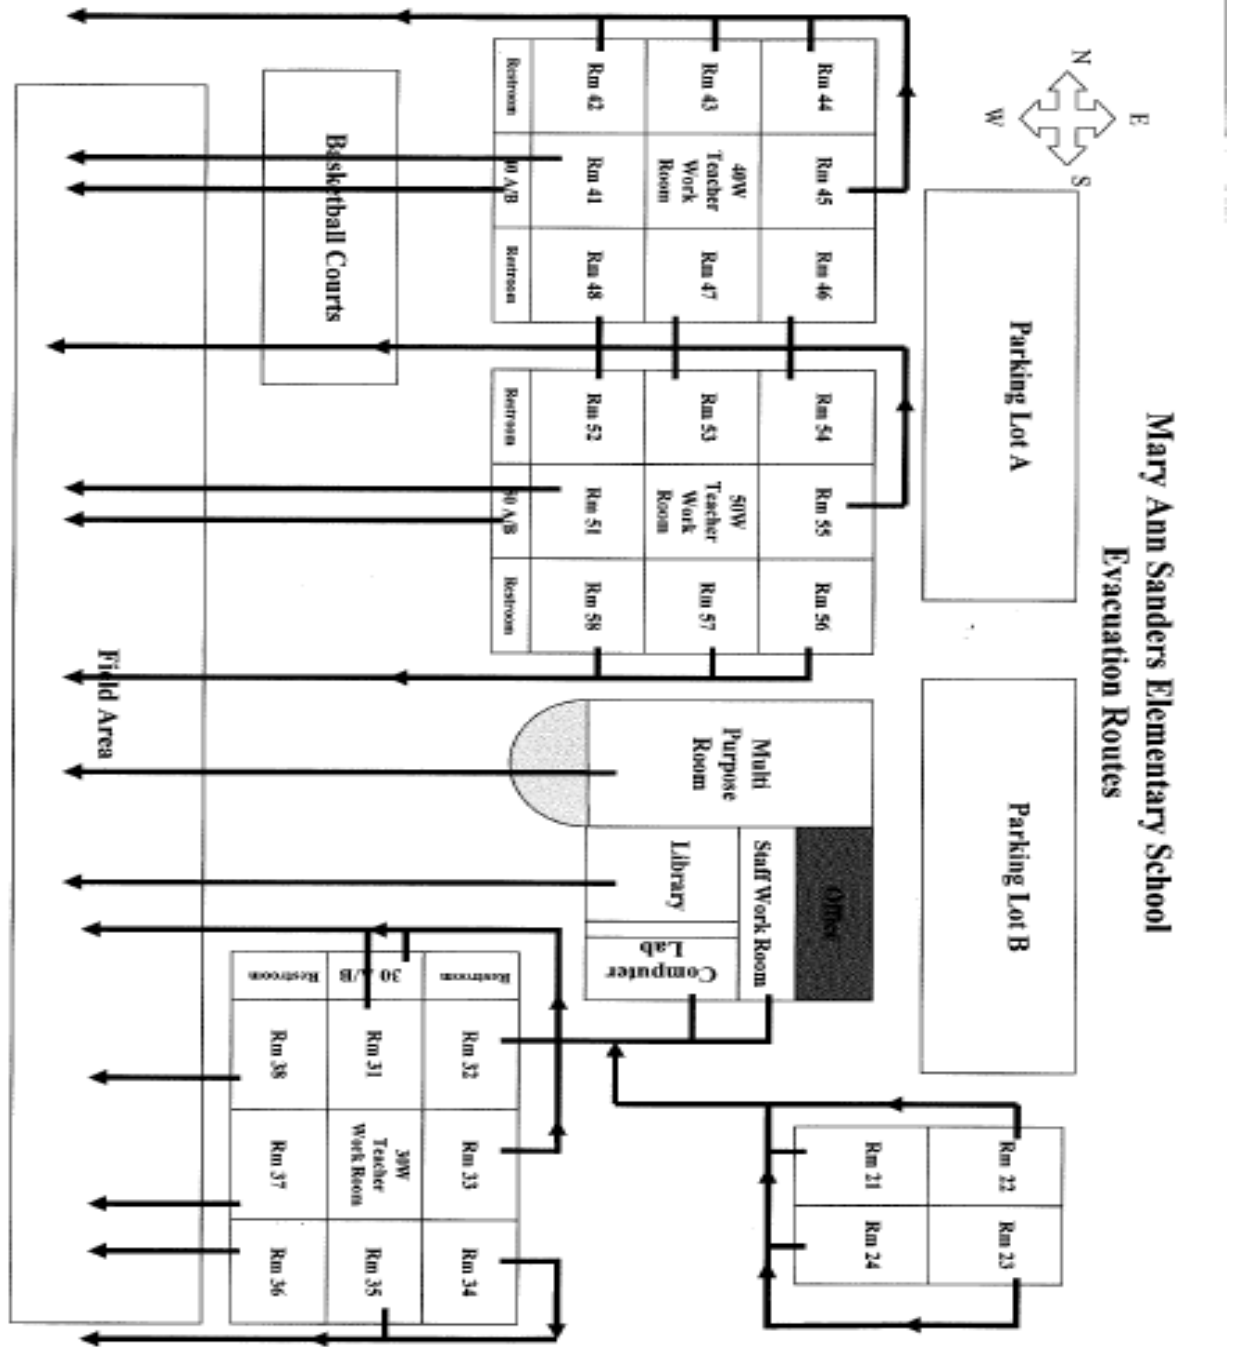 Mary Ann Sanders Elementary School
Evacuation Routes
N
E
S
W
Parking Lot A
Parking Lot B
Rm 44
Rm 45
Rm 46
Rm 43
40W
Teacher
Work
Room
Rm 47
Rm 42
Rm 41
Rm 48
Restroom
40 A/B
Restroom
Rm 54
Rm 55
Rm 56
Rm 53
50W
Teacher
Work
Room
Rm 57
Rm 52
Rm 51
Rm 58
Restroom
50 A/B
Restroom
Multi
Purpose
Room
Office
Staff Work Room
Library
Computer
Lab
Rm 22
Rm 23
Rm 21
Rm 24
Restroom
30 A/B
Restroom
Rm 32
Rm 33
Rm 34
Rm 31
30W
Teacher
Work Room
Rm 35
Rm 38
Rm 37
Rm 36
Basketball Courts
Field Area